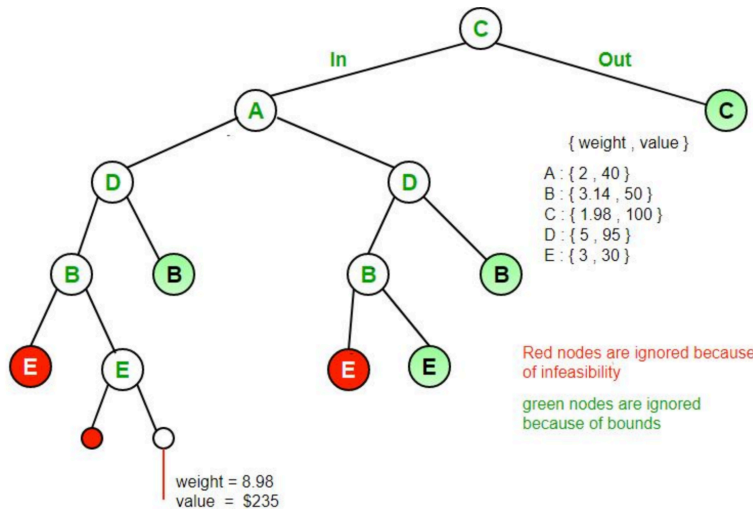 C
In
Out
A
C
{ weight , value }
A : { 2 , 40 }
B : { 3.14 , 50 }
C : { 1.98 , 100 }
D : { 5 , 95 }
E : { 3 , 30 }
D
D
B
B
B
B
E
E
E
E
Red nodes are ignored because
of infeasibility
green nodes are ignored
because of bounds
weight = 8.98
value = $235